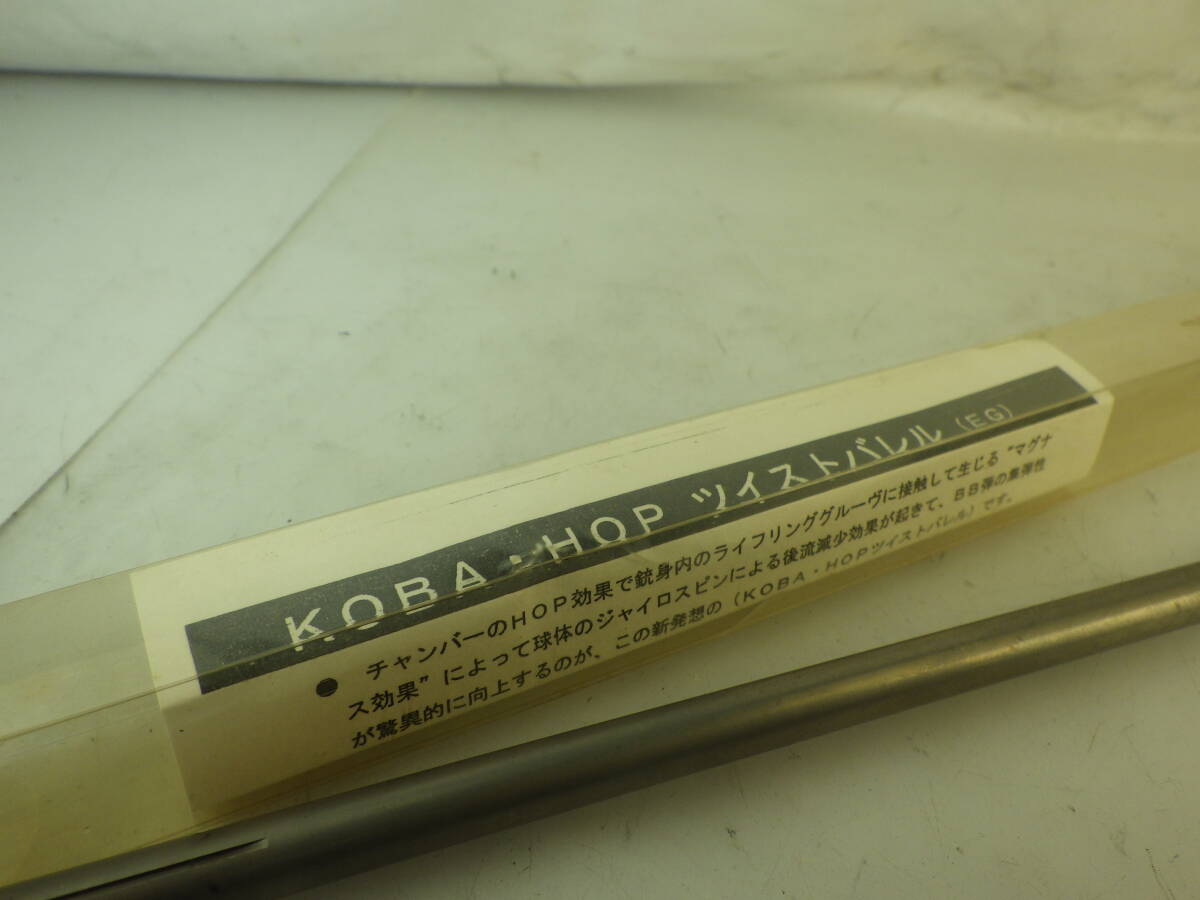 KOBA・HOP ツイストバレル（EG）
● チャンバーのHOP効果で銃身内のライフリンググルーヴに接触して生じる“マグナ
ス効果”によって球体のジャイロスピンによる後流減少効果が起きて、BB弾の集弾性
が驚異的に向上するのが、この新発想の（KOBA・HOPツイストバレル）です。